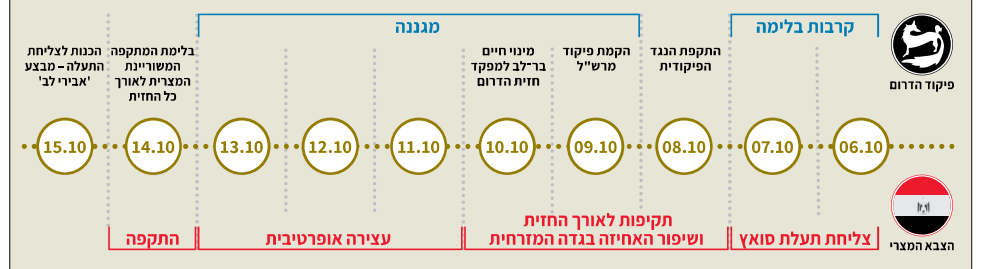 קרבות בלימה
מגננה
פיקוד הדרום
התקפת הנגד
הפיקודית
הקמת פיקוד
מרש"ל
מינוי חיים
בר־לב למפקד
חזית הדרום
בלימת המתקפה
המשוריינת
המצרית לאורך
כל החזית
הכנות לצליחת
התעלה – מבצע
'אבירי לב'
06.10
07.10
08.10
09.10
10.10
11.10
12.10
13.10
14.10
15.10
הצבא המצרי
צליחת תעלת סואץ
תקיפות לאורך החזית
ושיפור האחיזה בגדה המזרחית
עצירה אופרטיבית
התקפה